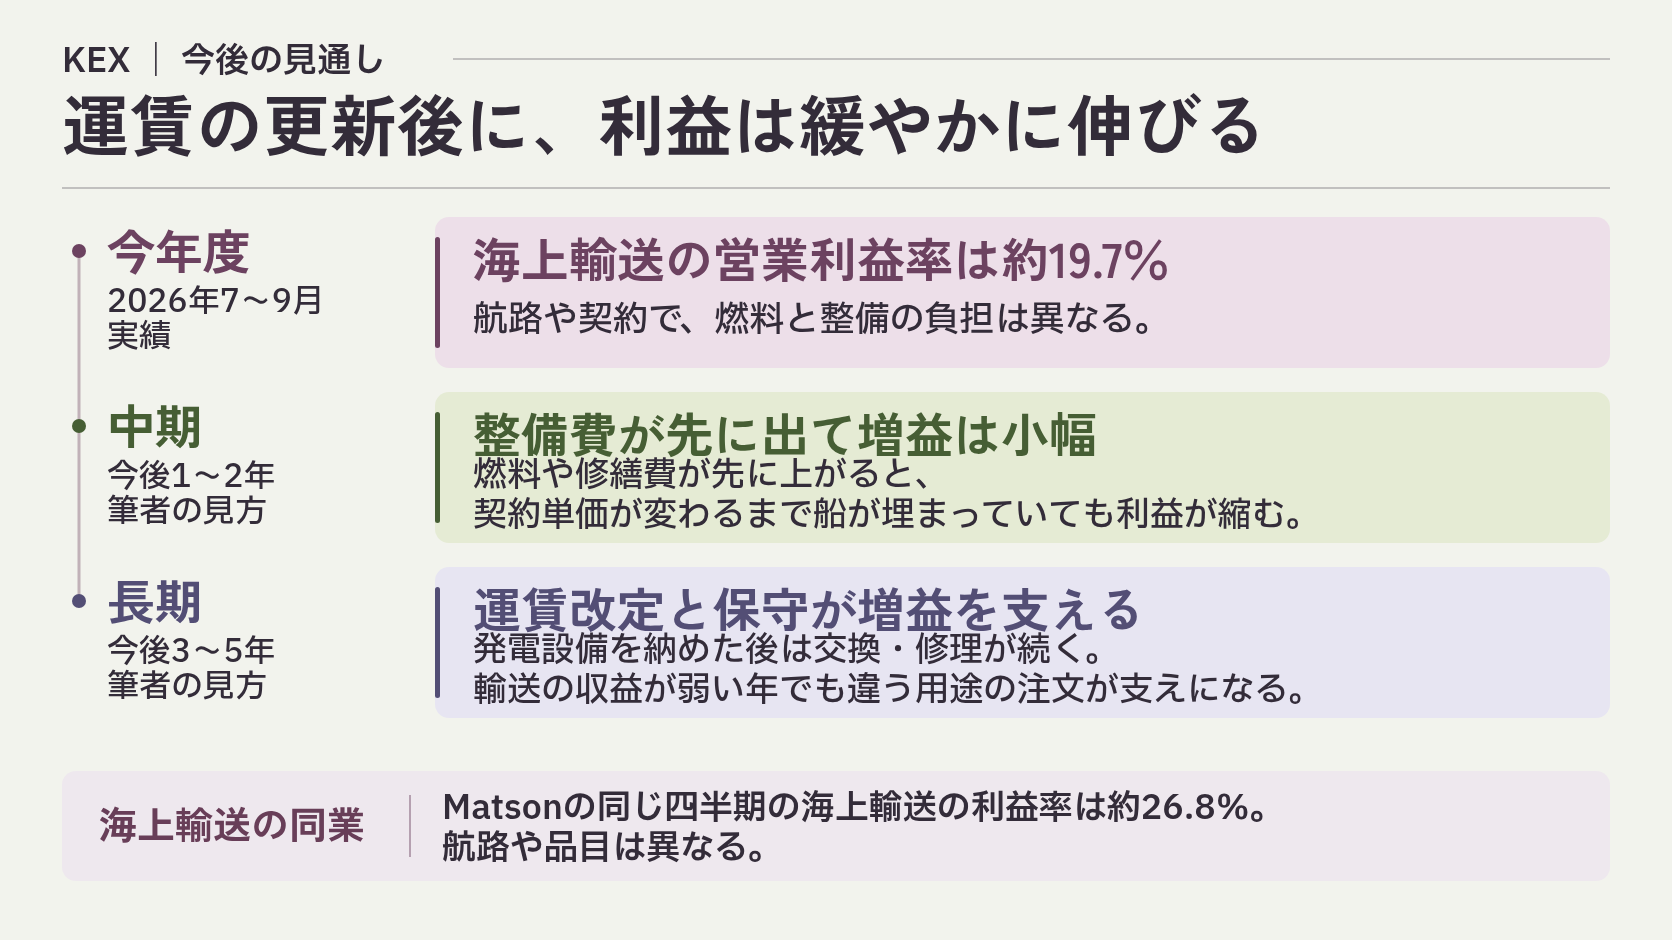 KEX｜今後の見通し
運賃の更新後に、利益は緩やかに伸びる
今年度
2026年7～9月
実績
海上輸送の営業利益率は約19.7％
航路や契約で、燃料と整備の負担は異なる。
中期
今後1～2年
筆者の見方
整備費が先に出て増益は小幅
燃料や修繕費が先に上がると、
契約単価が変わるまで船が埋まっていても利益が縮む。
長期
今後3～5年
筆者の見方
運賃改定と保守が増益を支える
発電設備を納めた後は交換・修理が続く。
輸送の収益が弱い年でも違う用途の注文が支えになる。
海上輸送の同業
Matsonの同じ四半期の海上輸送の利益率は約26.8%。
航路や品目は異なる。